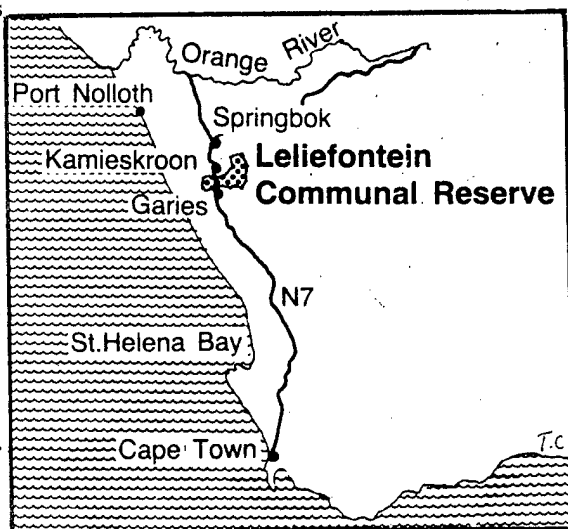 Orange River
Port Nolloth
Springbok
Kamieskroon
Leliefontein
Communal Reserve
Garies
N7
St.Helena Bay
Cape Town
T.C